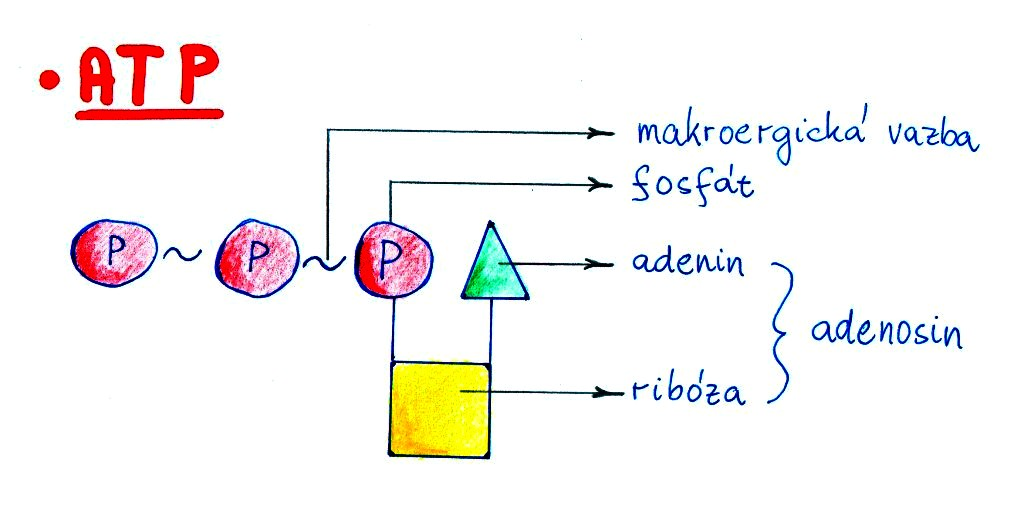 • ATP
makroergická vazba
fosfát
P ~ P ~ P
adenin
adenosin
ribóza